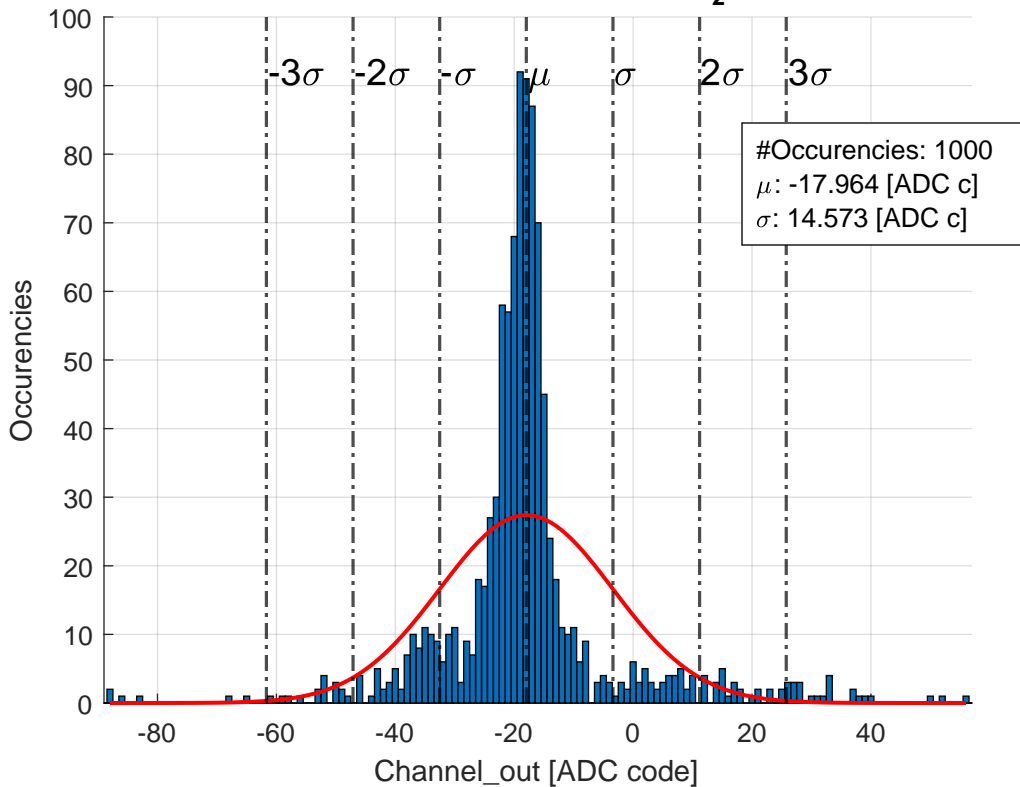 2
100
90
80
70
60
50
40
30
20
10
0
Occurencies
-3σ -2σ -σ μ σ 2σ 3σ
#Occurencies: 1000
μ: -17.964 [ADC c]
σ: 14.573 [ADC c]
-80 -60 -40 -20 0 20 40
Channel_out [ADC code]